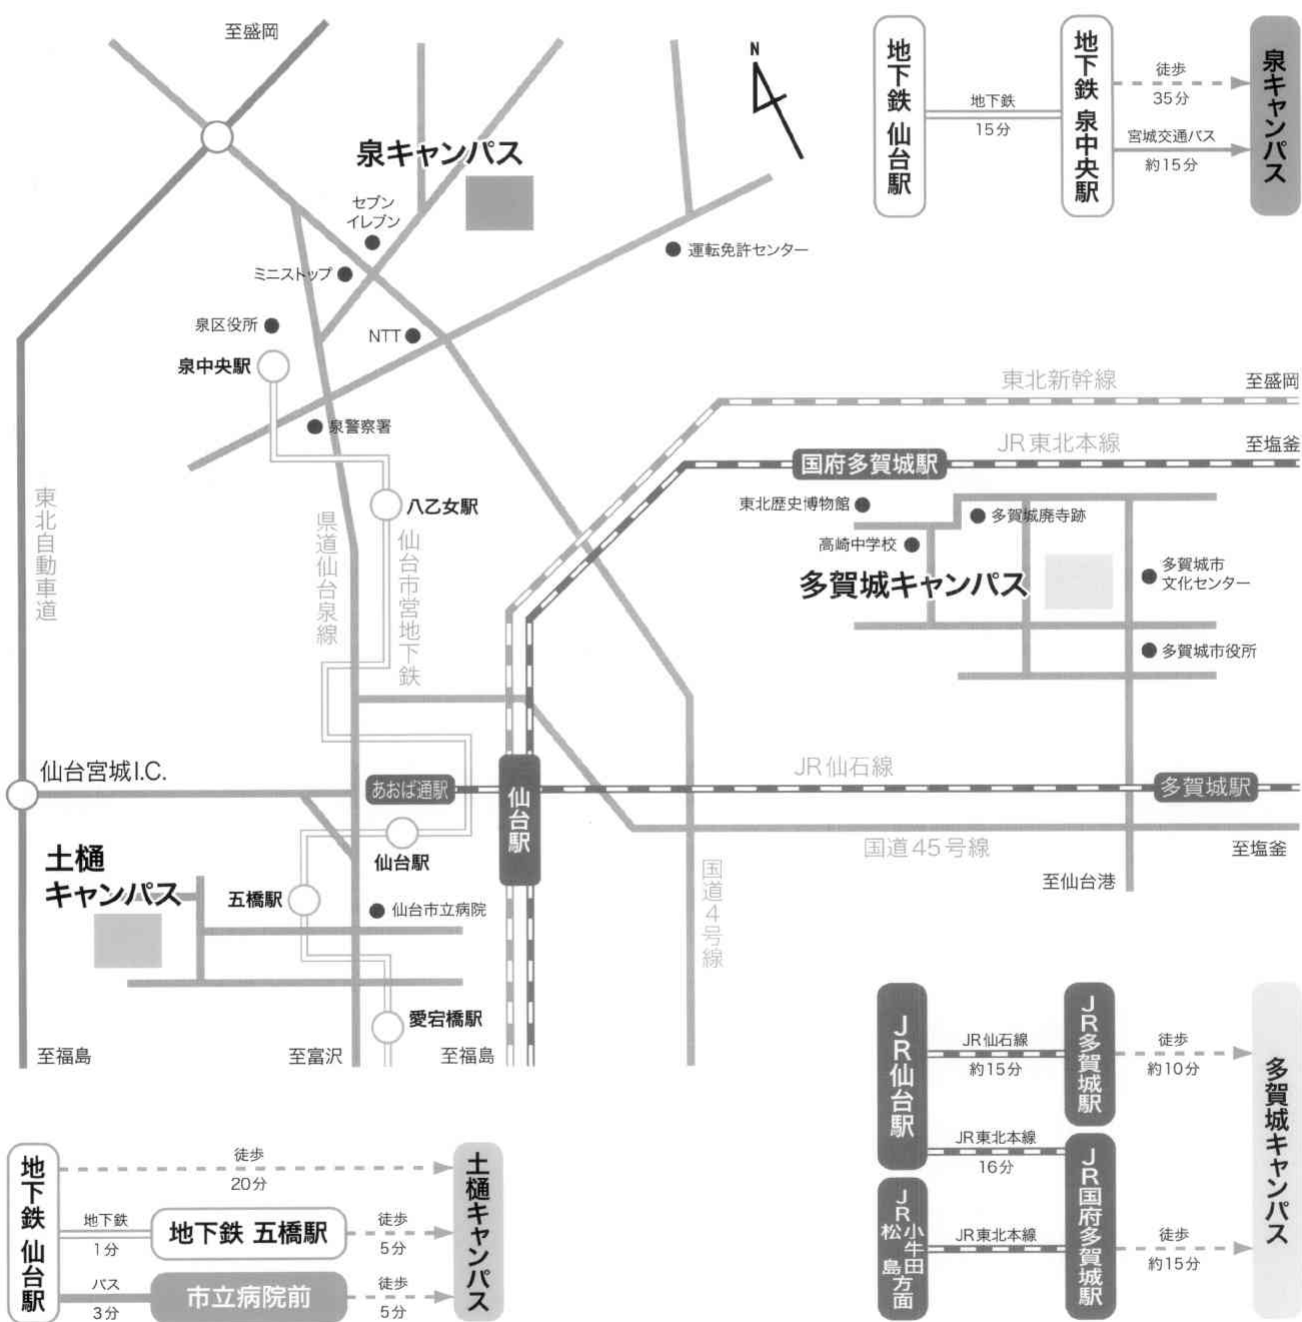 至盛岡
N
泉キャンパス
セブン
イレブン
ミニストップ
運転免許センター
泉区役所
NTT
泉中央駅
泉警察署
東北自動車道
県道仙台泉線
八乙女駅
仙台市営地下鉄
東北新幹線
至盛岡
JR東北本線
至塩釜
国府多賀城駅
東北歴史博物館
多賀城廃寺跡
高崎中学校
多賀城キャンパス
多賀城市
文化センター
多賀城市役所
仙台宮城I.C.
あおば通駅
仙台駅
JR仙石線
多賀城駅
仙台駅
国道45号線
至塩釜
至仙台港
国道4号線
土樋
キャンパス
五橋駅
仙台市立病院
愛宕橋駅
至福島
至富沢
至福島
地下鉄 仙台駅
地下鉄
15分
地下鉄 泉中央駅
徒歩
35分
宮城交通バス
約15分
泉キャンパス
地下鉄 仙台駅
徒歩
20分
地下鉄
1分
地下鉄 五橋駅
徒歩
5分
バス
3分
市立病院前
徒歩
5分
土樋キャンパス
JR仙台駅
JR仙石線
約15分
JR多賀城駅
徒歩
約10分
JR東北本線
16分
JR小牛田
松島方面
JR東北本線
JR国府多賀城駅
徒歩
約15分
多賀城キャンパス